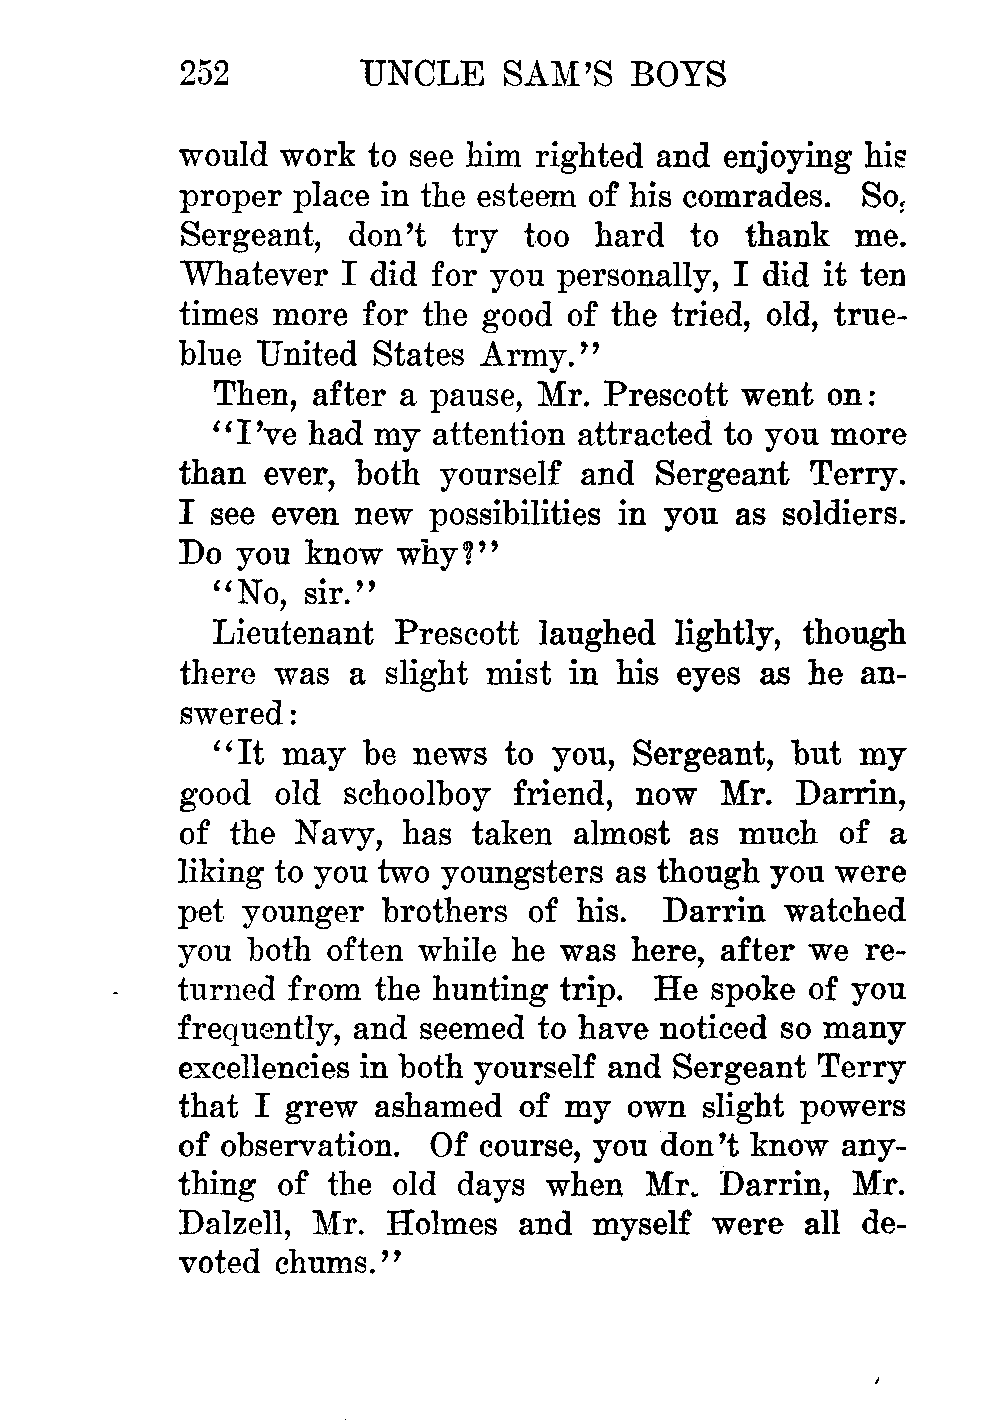 252 UNCLE SAM'S BOYS
would work to see him righted and enjoying his
proper place in the esteem of his comrades. So,
Sergeant, don't try too hard to thank me.
Whatever I did for you personally, I did it ten
times more for the good of the tried, old, true-
blue United States Army."
Then, after a pause, Mr. Prescott went on:
"I've had my attention attracted to you more
than ever, both yourself and Sergeant Terry.
I see even new possibilities in you as soldiers.
Do you know why?"
"No, sir."
Lieutenant Prescott laughed lightly, though
there was a slight mist in his eyes as he an-
swered:
"It may be news to you, Sergeant, but my
good old schoolboy friend, now Mr. Darrin,
of the Navy, has taken almost as much of a
liking to you two youngsters as though you were
pet younger brothers of his. Darrin watched
you both often while he was here, after we re-
turned from the hunting trip. He spoke of you
frequently, and seemed to have noticed so many
excellencies in both yourself and Sergeant Terry
that I grew ashamed of my own slight powers
of observation. Of course, you don't know any-
thing of the old days when Mr. Darrin, Mr.
Dalzell, Mr. Holmes and myself were all de-
voted chums."